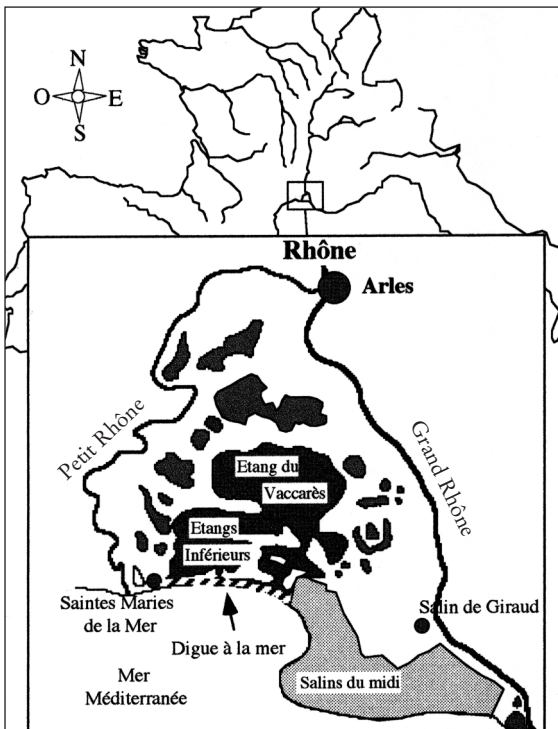 N
O E
S
Rhône
Arles
Petit Rhône
Grand Rhône
Etang du
Vaccarès
Etangs
Inférieurs
Saintes Maries
de la Mer
Digue à la mer
Salin de Giraud
Mer
Méditerranée
Salins du midi